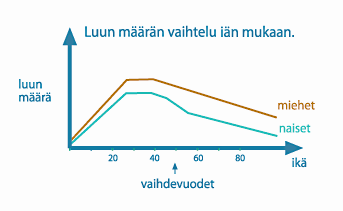 Luun määrän vaihtelu iän mukaan.
luun
määrä
miehet
naiset
20 40 60 80
ikä
vaihdevuodet